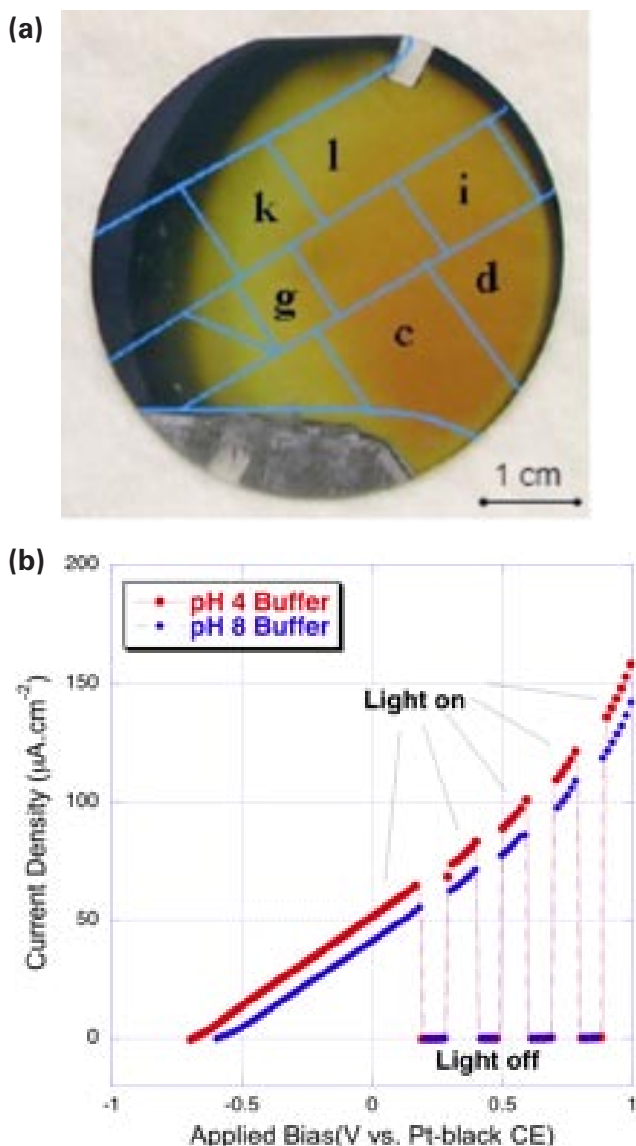 (a)
l
k
i
g
d
c
1 cm
(b)
200
pH 4 Buffer
pH 8 Buffer
150
Light on
100
50
0
Light off
-1
-0.5
0
0.5
1
Current Density (µA.cm⁻²)
Applied Bias(V vs. Pt-black CE)